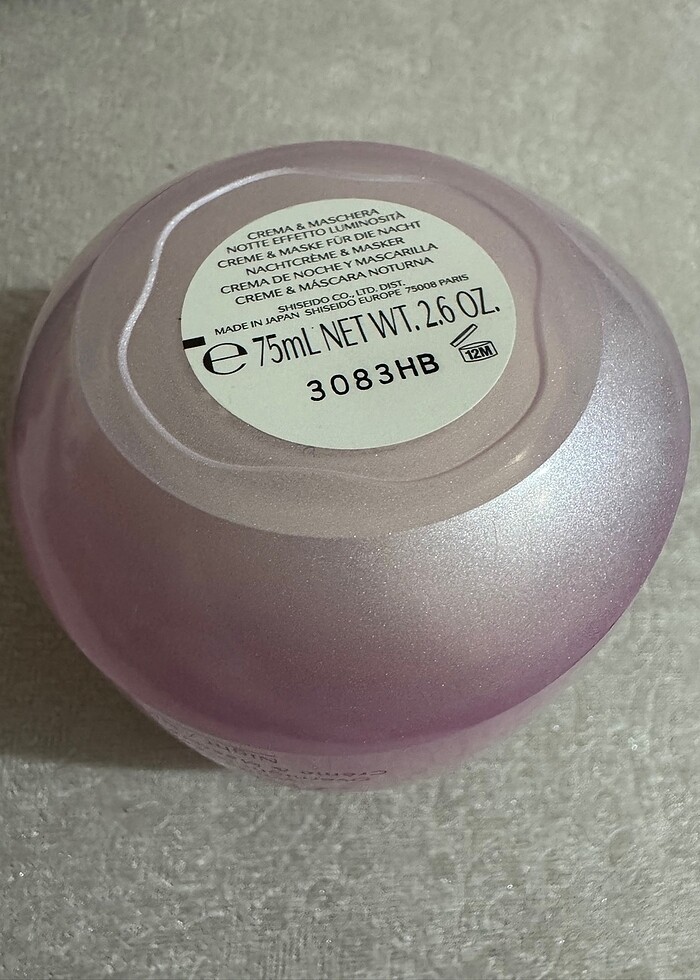 CREMA & MASCHERA
NOTTE EFFETTO LUMINOSITÀ
CREME & MASKE FÜR DIE NACHT
NACHTCRÈME & MASKER
CREMA DE NOCHE Y MASCARILLA
CREME & MÁSCARA NOTURNA
SHISEIDO CO., LTD. DIST.
MADE IN JAPAN SHISEIDO EUROPE 75008 PARIS
e 75mL NET WT. 2.6 OZ.
3083HB
12M